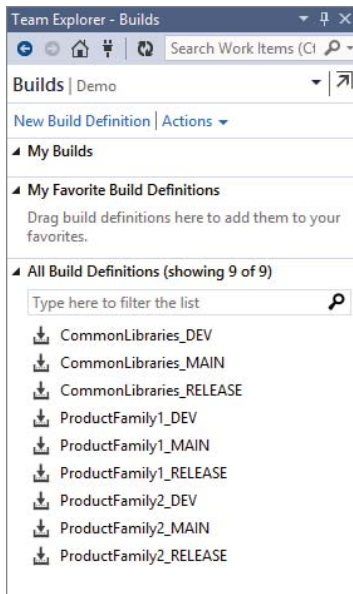 Team Explorer - Builds
Search Work Items (Ct
Builds | Demo
New Build Definition | Actions
My Builds
My Favorite Build Definitions
Drag build definitions here to add them to your
favorites.
All Build Definitions (showing 9 of 9)
Type here to filter the list
CommonLibraries_DEV
CommonLibraries_MAIN
CommonLibraries_RELEASE
ProductFamily1_DEV
ProductFamily1_MAIN
ProductFamily1_RELEASE
ProductFamily2_DEV
ProductFamily2_MAIN
ProductFamily2_RELEASE